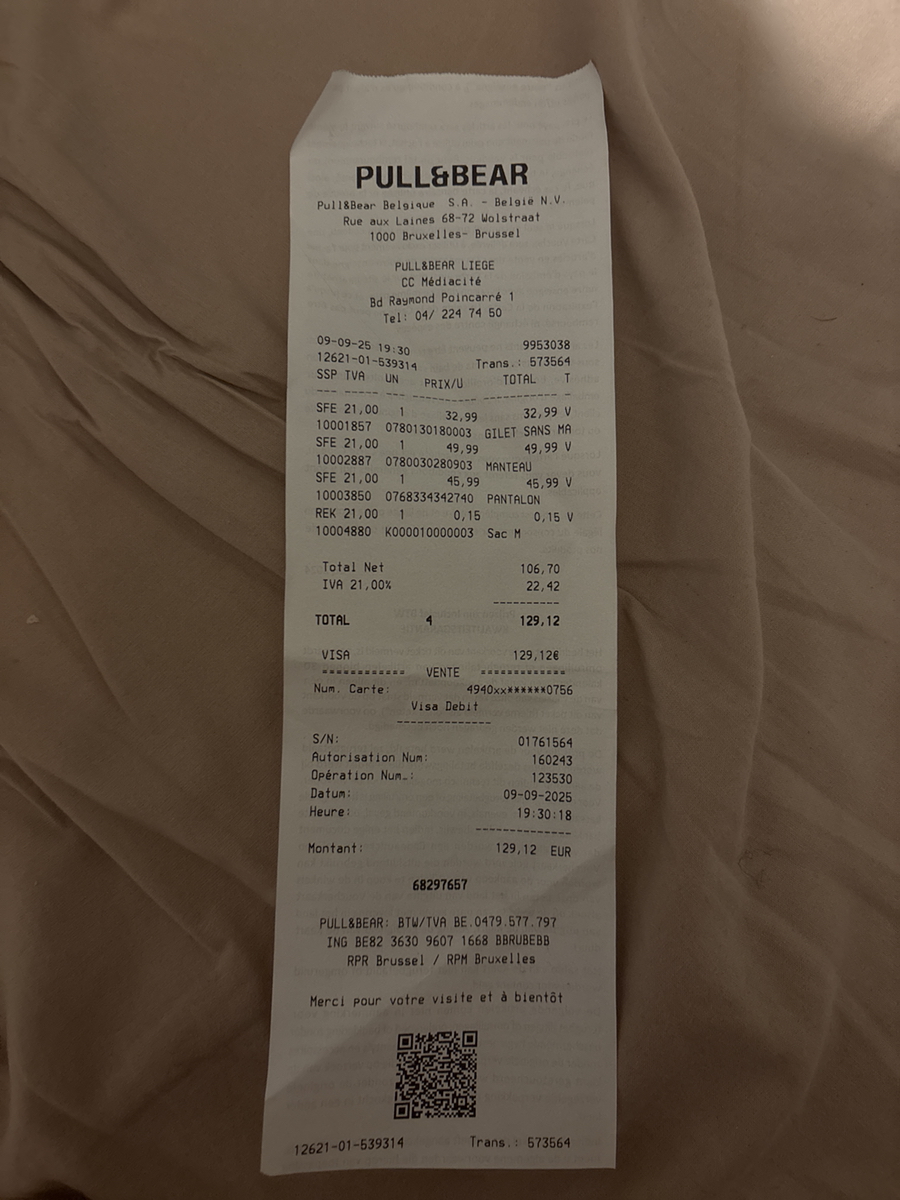 PULL&BEAR
Pull&Bear Belgique S.A. - België N.V.
Rue aux Laines 68-72 Wolstraat
1000 Bruxelles- Brussel
PULL&BEAR LIEGE
CC Médiacité
Bd Raymond Poincarré 1
Tel: 04/ 224 74 50
09-09-25 19:30 9953038
12621-01-539314 Trans.: 573564
SSP TVA UN PRIX/U TOTAL T
SFE 21,00 1 32,99 32,99 V
10001857 0780130180003 GILET SANS MA
SFE 21,00 1 49,99 49,99 V
10002887 0780030280903 MANTEAU
SFE 21,00 1 45,99 45,99 V
10003850 0768334342740 PANTALON
REK 21,00 1 0,15 0,15 V
10004880 K000010000003 Sac M
Total Net 106,70
IVA 21,00% 22,42
TOTAL 4 129,12
VISA 129,12€
============ VENTE =============
Num. Carte: 4940xx******0756
Visa Debit
S/N: 01761564
Autorisation Num: 160243
Opération Num.: 123530
Datum: 09-09-2025
Heure: 19:30:18
Montant: 129,12 EUR
68297657
PULL&BEAR: BTW/TVA BE.0479.577.797
ING BE82 3630 9607 1668 BBRUBEBB
RPR Brussel / RPM Bruxelles
Merci pour votre visite et à bientôt
12621-01-539314 Trans.: 573564